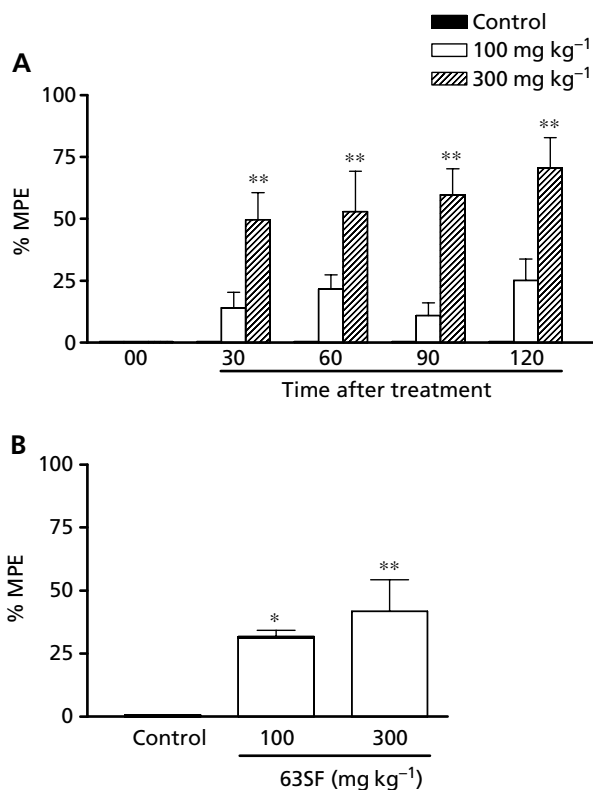 Control
100 mg kg⁻¹
300 mg kg⁻¹
A
100
75
50
25
0
% MPE
** ** ** **
00 30 60 90 120
Time after treatment
B
100
75
50
25
0
% MPE
* **
Control 100 300
63SF (mg kg⁻¹)